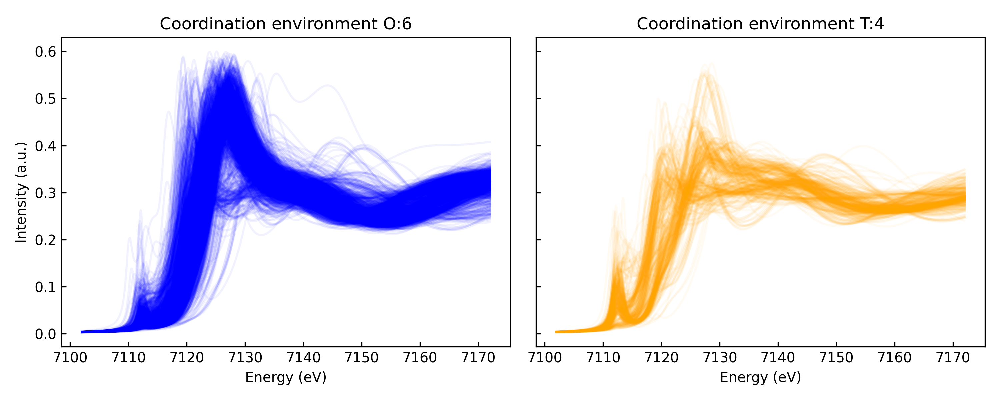 Coordination environment O:6
Coordination environment T:4
Intensity (a.u.)
0.6
0.5
0.4
0.3
0.2
0.1
0.0
7100 7110 7120 7130 7140 7150 7160 7170
7100 7110 7120 7130 7140 7150 7160 7170
Energy (eV)
Energy (eV)